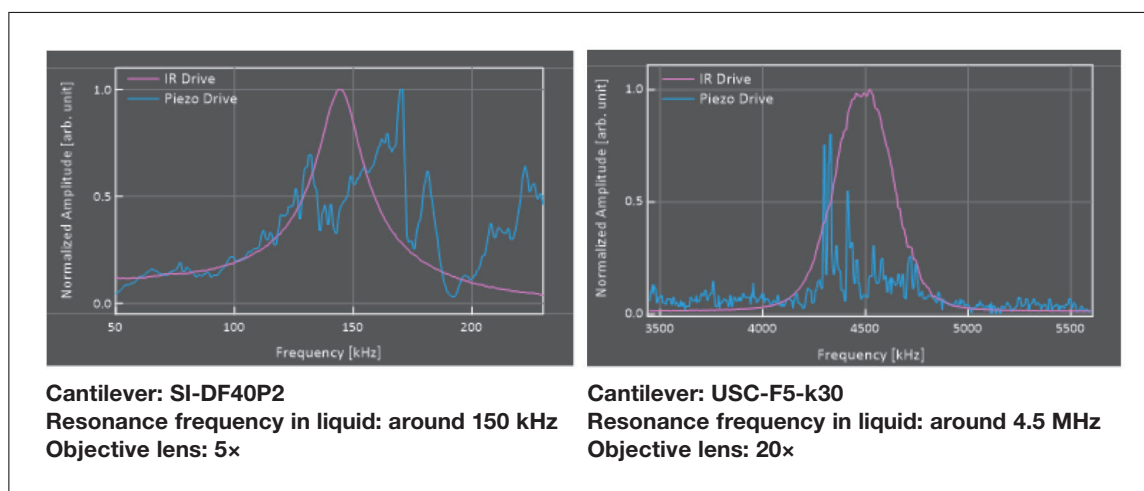 IR Drive
Piezo Drive
Normalized Amplitude [arb. unit]
1.0
0.5
0.0
50
100
150
200
Frequency [kHz]
Cantilever: SI-DF40P2
Resonance frequency in liquid: around 150 kHz
Objective lens: 5×
IR Drive
Piezo Drive
Normalized Amplitude [arb. unit]
1.0
0.5
0.0
3500
4000
4500
5000
5500
Frequency [kHz]
Cantilever: USC-F5-k30
Resonance frequency in liquid: around 4.5 MHz
Objective lens: 20×